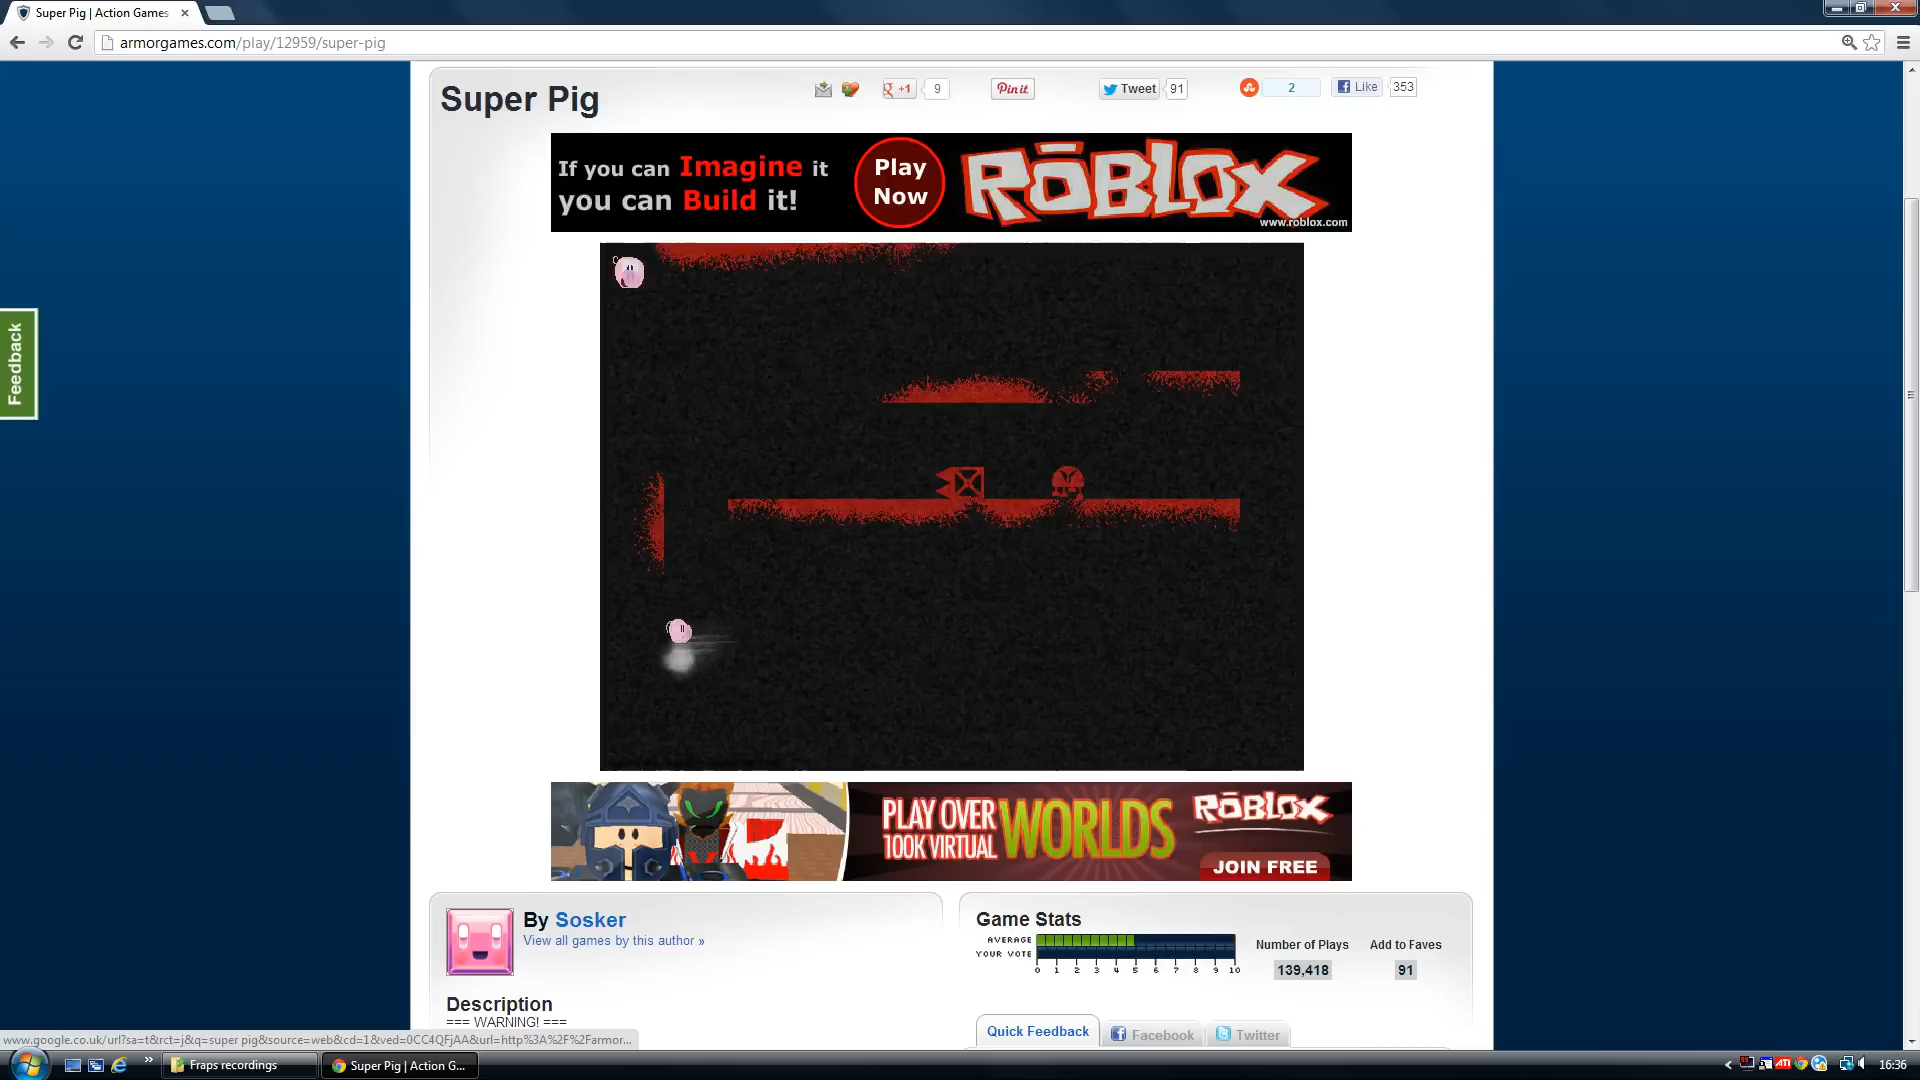 Super Pig | Action Games
armorgames.com/play/12959/super-pig
Super Pig
+1
9
Pin it
Tweet
91
2
Like
353
If you can Imagine it
you can Build it!
Play
Now
RŌBLOX
www.roblox.com
Feedback
PLAY OVER
100K VIRTUAL
WORLDS
RŌBLOX
JOIN FREE
By Sosker
View all games by this author »
Description
=== WARNING! ===
Game Stats
AVERAGE
YOUR VOTE
0 1 2 3 4 5 6 7 8 9 10
Number of Plays
139,418
Add to Faves
91
Quick Feedback
Facebook
Twitter
www.google.co.uk/url?sa=t&rct=j&q=super pig&source=web&cd=1&ved=0CC4QFjAA&url=http%3A%2F%2Farmor...
Fraps recordings
Super Pig | Action G...
16:36